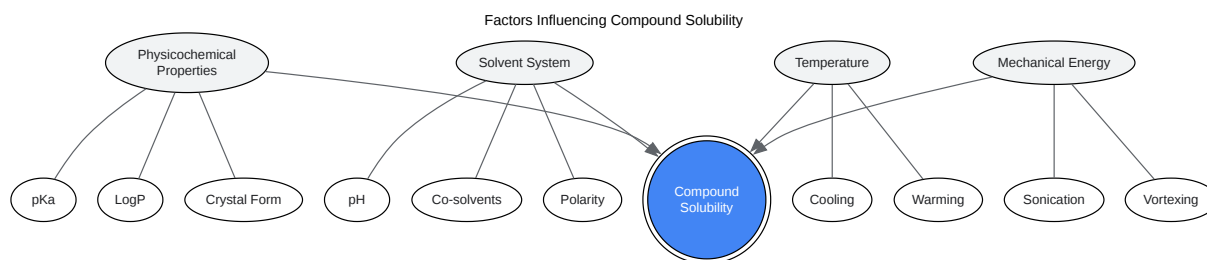 Factors Influencing Compound Solubility
Physicochemical
Properties
Solvent System
Temperature
Mechanical Energy
pKa
LogP
Crystal Form
pH
Co-solvents
Polarity
Compound
Solubility
Cooling
Warming
Sonication
Vortexing